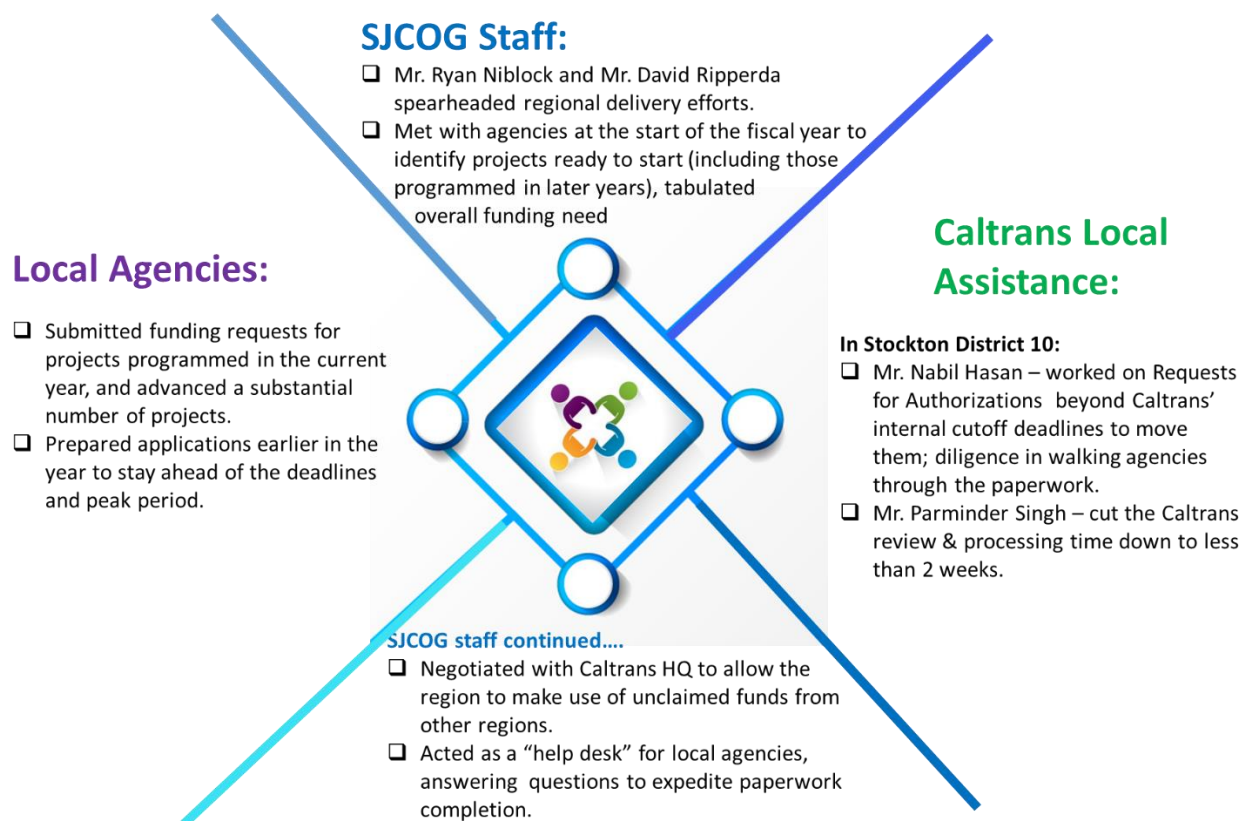 SJCOG Staff:
❑ Mr. Ryan Niblock and Mr. David Ripperda
spearheaded regional delivery efforts.
❑ Met with agencies at the start of the fiscal year to
identify projects ready to start (including those
programmed in later years), tabulated
overall funding need
Local Agencies:
❑ Submitted funding requests for
projects programmed in the current
year, and advanced a substantial
number of projects.
❑ Prepared applications earlier in the
year to stay ahead of the deadlines
and peak period.
Caltrans Local
Assistance:
In Stockton District 10:
❑ Mr. Nabil Hasan – worked on Requests
for Authorizations beyond Caltrans’
internal cutoff deadlines to move
them; diligence in walking agencies
through the paperwork.
❑ Mr. Parminder Singh – cut the Caltrans
review & processing time down to less
than 2 weeks.
SJCOG staff continued….
❑ Negotiated with Caltrans HQ to allow the
region to make use of unclaimed funds from
other regions.
❑ Acted as a “help desk” for local agencies,
answering questions to expedite paperwork
completion.